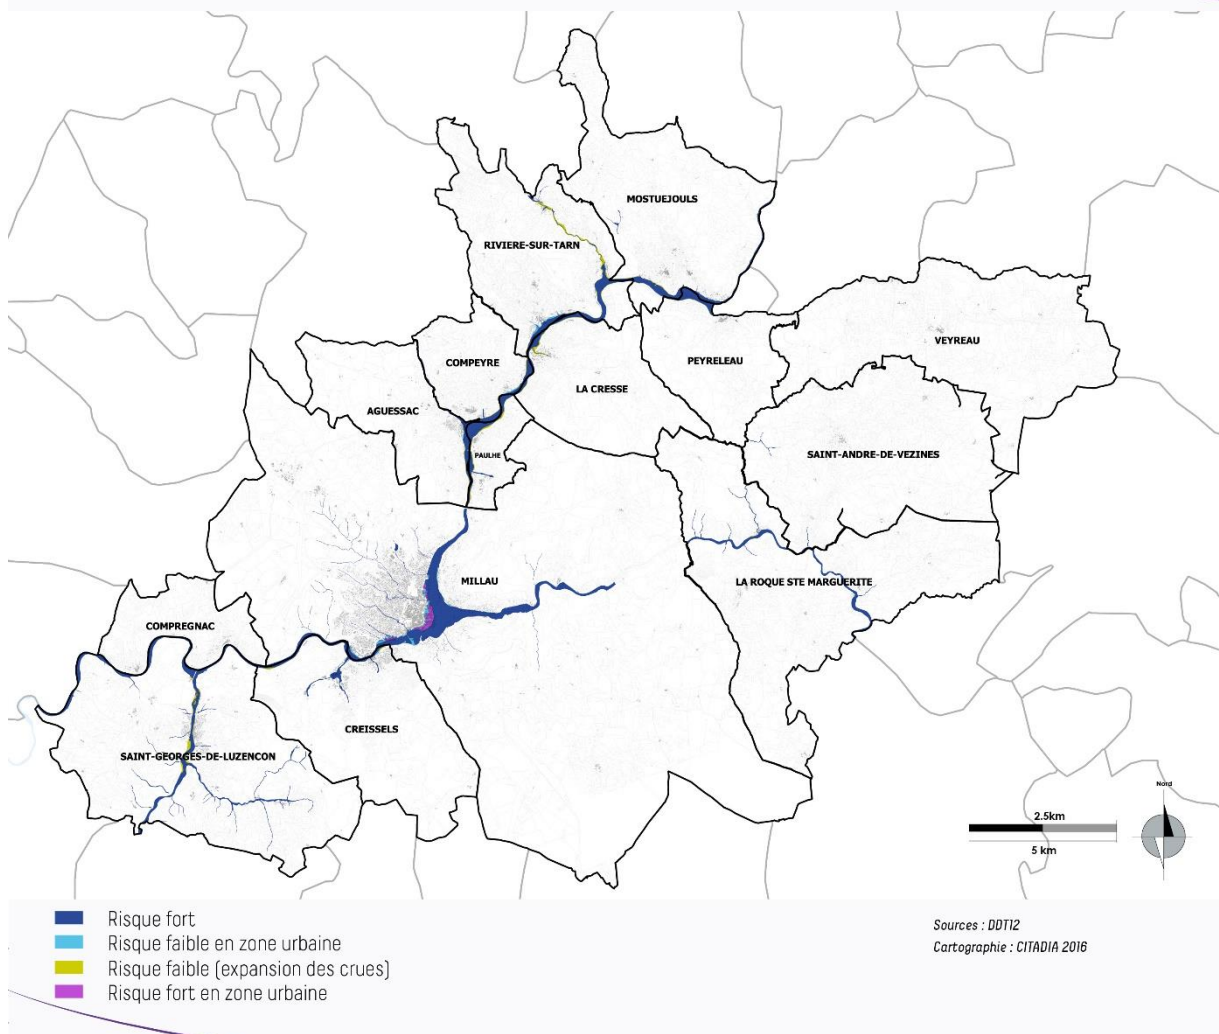 MOSTUEJOULS
RIVIERE-SUR-TARN
VEYREAU
COMPEYRE
PEYRELEAU
LA CRESSE
AGUESSAC
PAULHE
SAINT-ANDRE-DE-VEZINES
MILLAU
LA ROQUE STE MARGUERITE
COMPREGNAC
CREISSELS
SAINT-GEORGES-DE-LUZENCON
Nord
2.5km
5 km
Risque fort
Risque faible en zone urbaine
Risque faible (expansion des crues)
Risque fort en zone urbaine
Sources : DDT12
Cartographie : CITADIA 2016